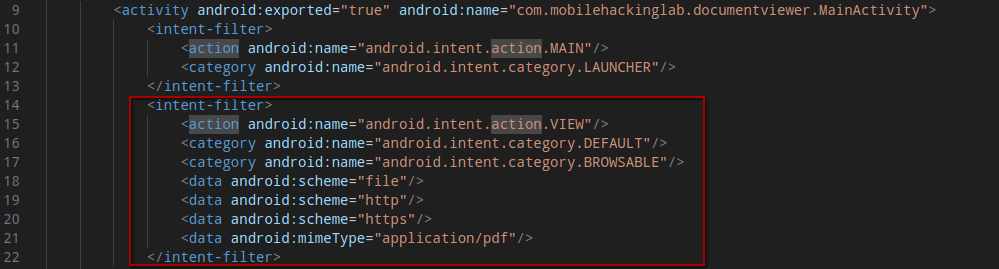 9 <activity android:exported="true" android:name="com.mobilehackinglab.documentviewer.MainActivity">
10 <intent-filter>
11 <action android:name="android.intent.action.MAIN"/>
12 <category android:name="android.intent.category.LAUNCHER"/>
13 </intent-filter>
14 <intent-filter>
15 <action android:name="android.intent.action.VIEW"/>
16 <category android:name="android.intent.category.DEFAULT"/>
17 <category android:name="android.intent.category.BROWSABLE"/>
18 <data android:scheme="file"/>
19 <data android:scheme="http"/>
20 <data android:scheme="https"/>
21 <data android:mimeType="application/pdf"/>
22 </intent-filter>